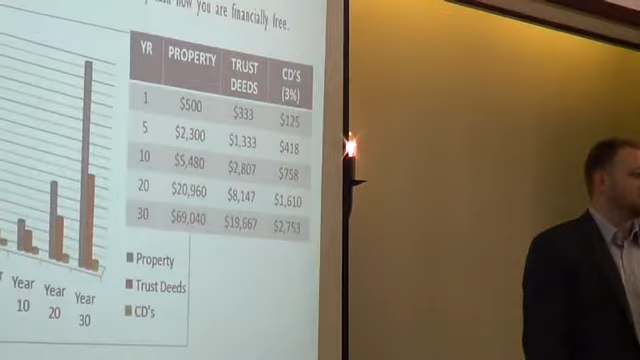 how you are financially free.
YR PROPERTY TRUST DEEDS CD'S (3%)
1 $500 $333 $125
5 $2,300 $1,333 $418
10 $5,480 $2,807 $758
20 $20,960 $8,147 $1,610
30 $69,040 $19,667 $2,753
Property
Trust Deeds
CD's
Year 10
Year 20
Year 30